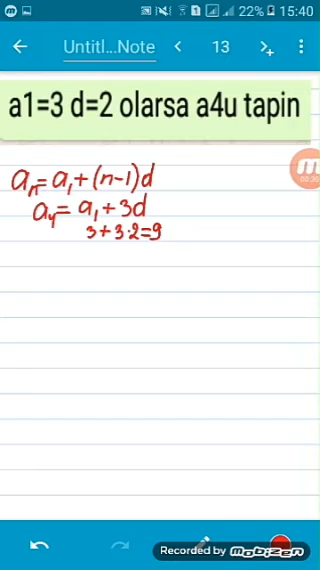 22% 15:40
Untitl...Note 13
a1=3 d=2 olarsa a4u tapin
aₙ=a₁+(n-1)d
a₄=a₁+3d
3+3·2=9
Recorded by mobizen